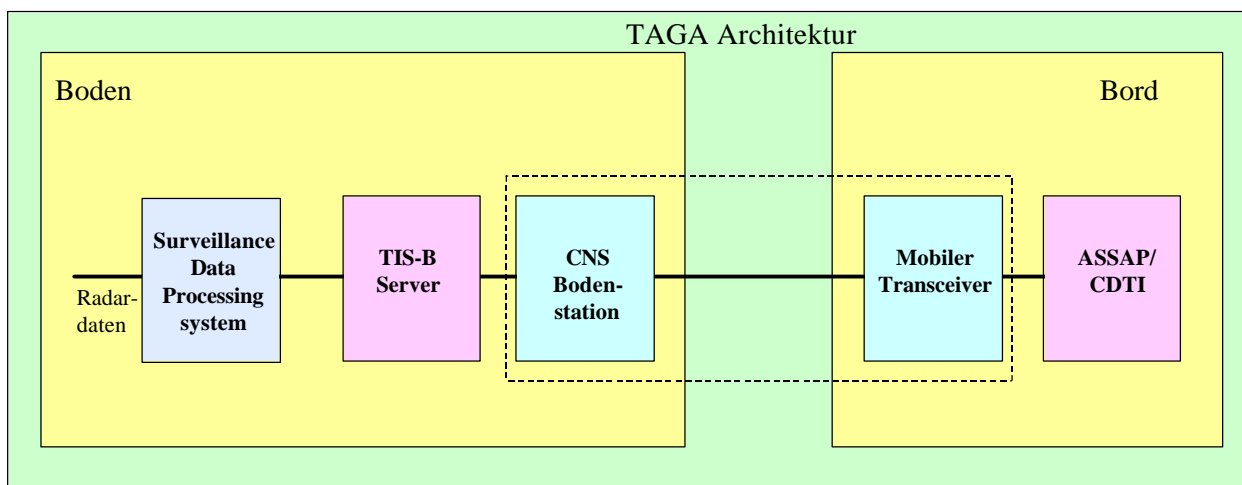 TAGA Architektur
Boden
Bord
Radar-
daten
Surveillance
Data
Processing
system
TIS-B
Server
CNS
Boden-
station
Mobiler
Transceiver
ASSAP/
CDTI